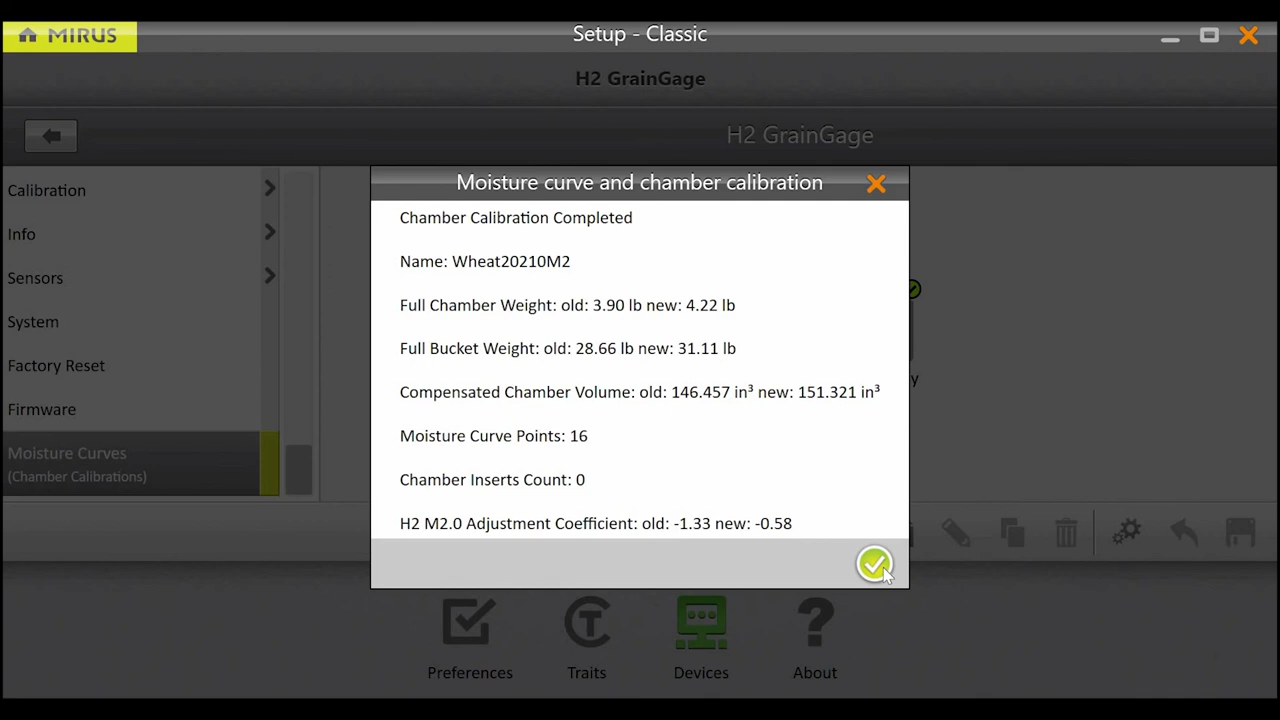 MIRUS
Setup - Classic
H2 GrainGage
H2 GrainGage
Calibration
Info
Sensors
System
Factory Reset
Firmware
Moisture Curves
(Chamber Calibrations)
Moisture curve and chamber calibration
Chamber Calibration Completed
Name: Wheat20210M2
Full Chamber Weight: old: 3.90 lb new: 4.22 lb
Full Bucket Weight: old: 28.66 lb new: 31.11 lb
Compensated Chamber Volume: old: 146.457 in³ new: 151.321 in³
Moisture Curve Points: 16
Chamber Inserts Count: 0
H2 M2.0 Adjustment Coefficient: old: -1.33 new: -0.58
Preferences
Traits
Devices
About